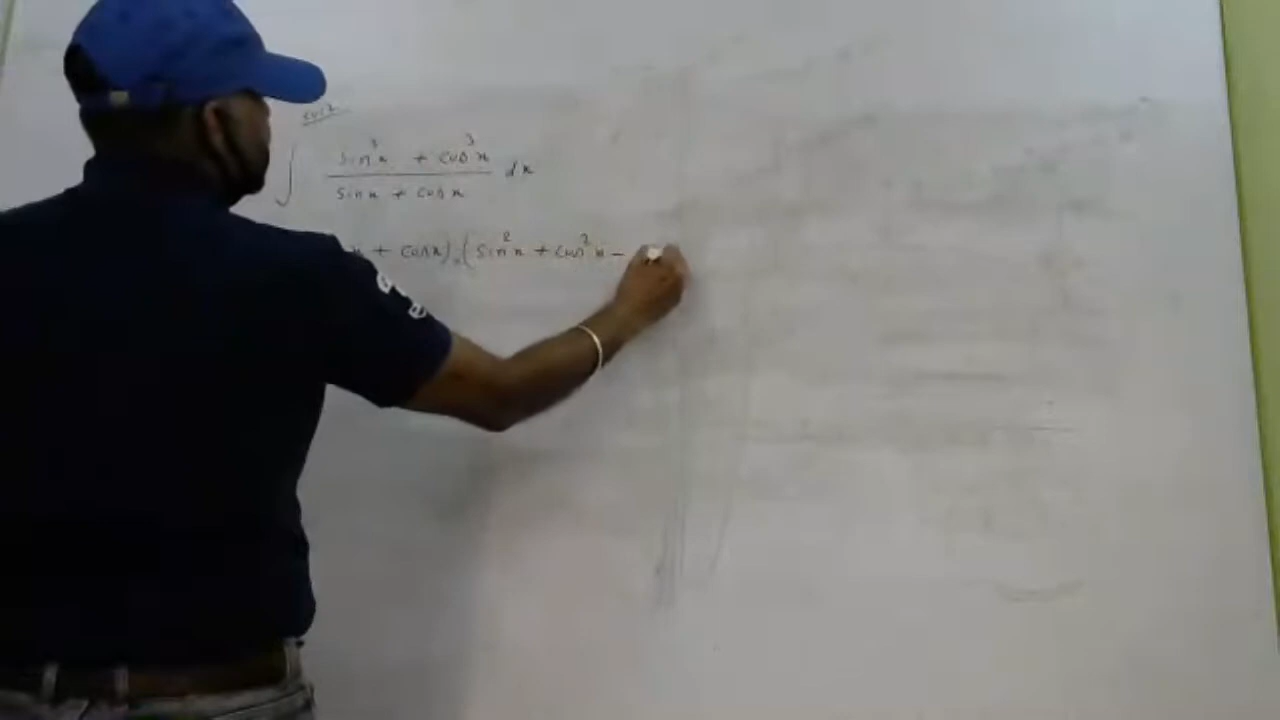 ∫ sin³x + cos³x / sinx + cosx dx
x + cosx).(sin²x + cos²x -